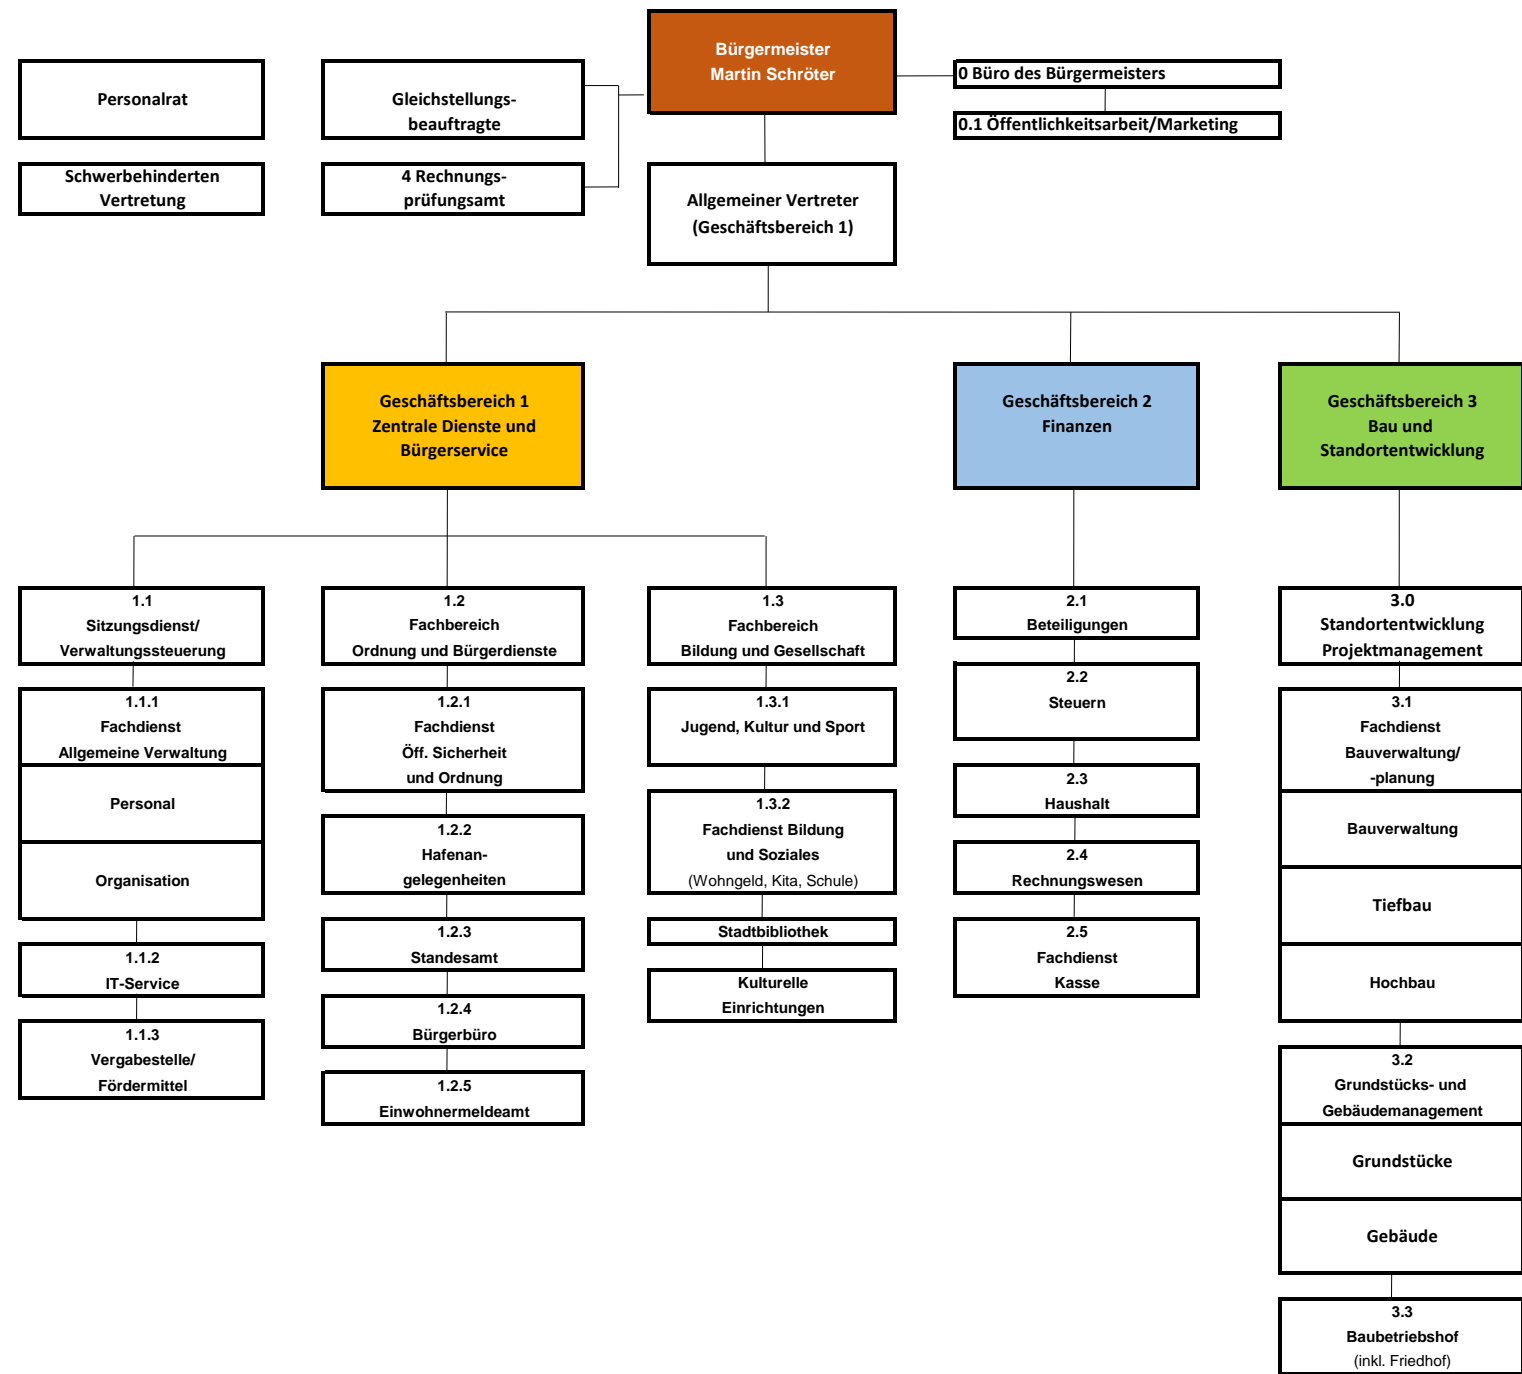 Bürgermeister
Martin Schröter
0 Büro des Bürgermeisters
0.1 Öffentlichkeitsarbeit/Marketing
Personalrat
Gleichstellungs-
beauftragte
Schwerbehinderten
Vertretung
4 Rechnungs-
prüfungsamt
Allgemeiner Vertreter
(Geschäftsbereich 1)
Geschäftsbereich 1
Zentrale Dienste und
Bürgerservice
Geschäftsbereich 2
Finanzen
Geschäftsbereich 3
Bau und
Standortentwicklung
1.1
Sitzungsdienst/
Verwaltungssteuerung
1.1.1
Fachdienst
Allgemeine Verwaltung
Personal
Organisation
1.1.2
IT-Service
1.1.3
Vergabestelle/
Fördermittel
1.2
Fachbereich
Ordnung und Bürgerdienste
1.2.1
Fachdienst
Öff. Sicherheit
und Ordnung
1.2.2
Hafenan-
gelegenheiten
1.2.3
Standesamt
1.2.4
Bürgerbüro
1.2.5
Einwohnermeldeamt
1.3
Fachbereich
Bildung und Gesellschaft
1.3.1
Jugend, Kultur und Sport
1.3.2
Fachdienst Bildung
und Soziales
(Wohngeld, Kita, Schule)
Stadtbibliothek
Kulturelle
Einrichtungen
2.1
Beteiligungen
2.2
Steuern
2.3
Haushalt
2.4
Rechnungswesen
2.5
Fachdienst
Kasse
3.0
Standortentwicklung
Projektmanagement
3.1
Fachdienst
Bauverwaltung/
-planung
Bauverwaltung
Tiefbau
Hochbau
3.2
Grundstücks- und
Gebäudemanagement
Grundstücke
Gebäude
3.3
Baubetriebshof
(inkl. Friedhof)